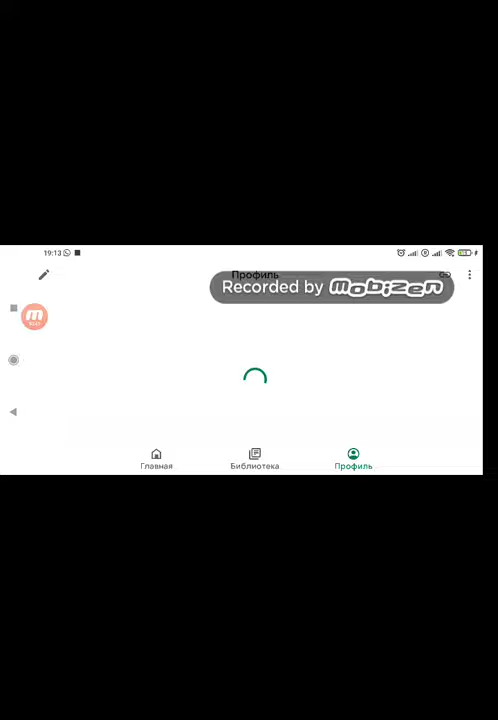 19:13
Профиль
Recorded by mobizen
Главная
Библиотека
Профиль